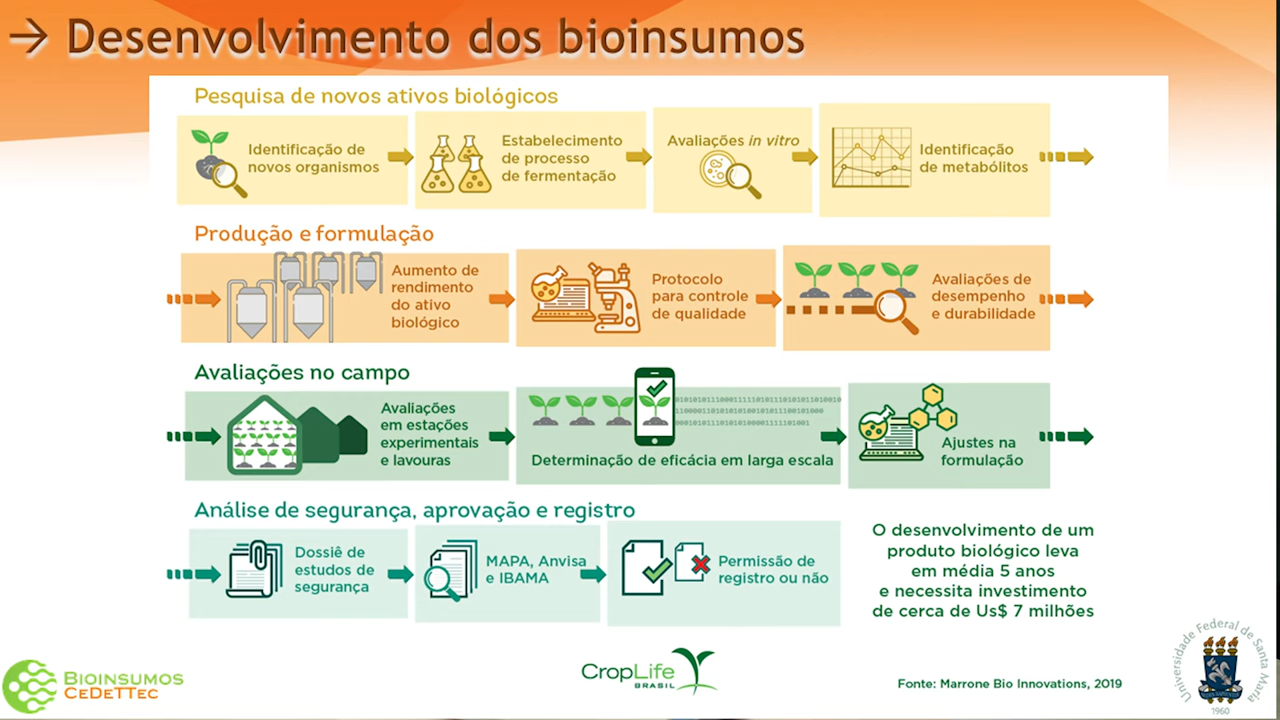 → Desenvolvimento dos bioinsumos
Pesquisa de novos ativos biológicos
Identificação de
novos organismos
Estabelecimento
de processo
de fermentação
Avaliações in vitro
Identificação
de metabólitos
Produção e formulação
Aumento de
rendimento
do ativo
biológico
Protocolo
para controle
de qualidade
Avaliações de
desempenho
e durabilidade
Avaliações no campo
Avaliações
em estações
experimentais
e lavouras
Determinação de eficácia em larga escala
Ajustes na
formulação
Análise de segurança, aprovação e registro
Dossiê de
estudos de
segurança
MAPA, Anvisa
e IBAMA
Permissão de
registro ou não
O desenvolvimento de um
produto biológico leva
em média 5 anos
e necessita investimento
de cerca de Us$ 7 milhões
BIOINSUMOS
CEDETTEC
CropLife
BRASIL
Fonte: Marrone Bio Innovations, 2019
Universidade Federal de Santa Maria
1960